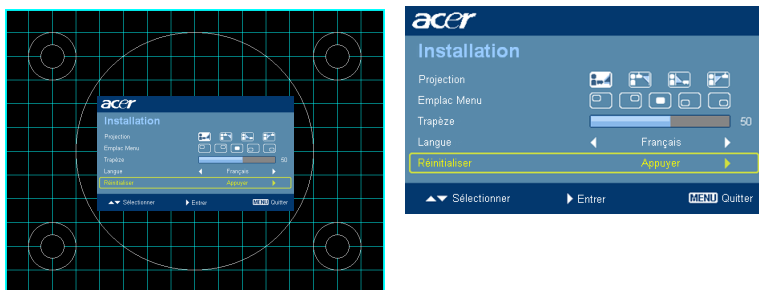 acer
Installation
Projection
Emplac Menu
Trapèze 50
Langue Français
Réinitialiser Appuyer
Sélectionner Entrer MENU Quitter
acer
Installation
Projection
Emplac Menu
Trapèze 50
Langue Français
Réinitialiser Appuyer
Sélectionner Entrer MENU Quitter